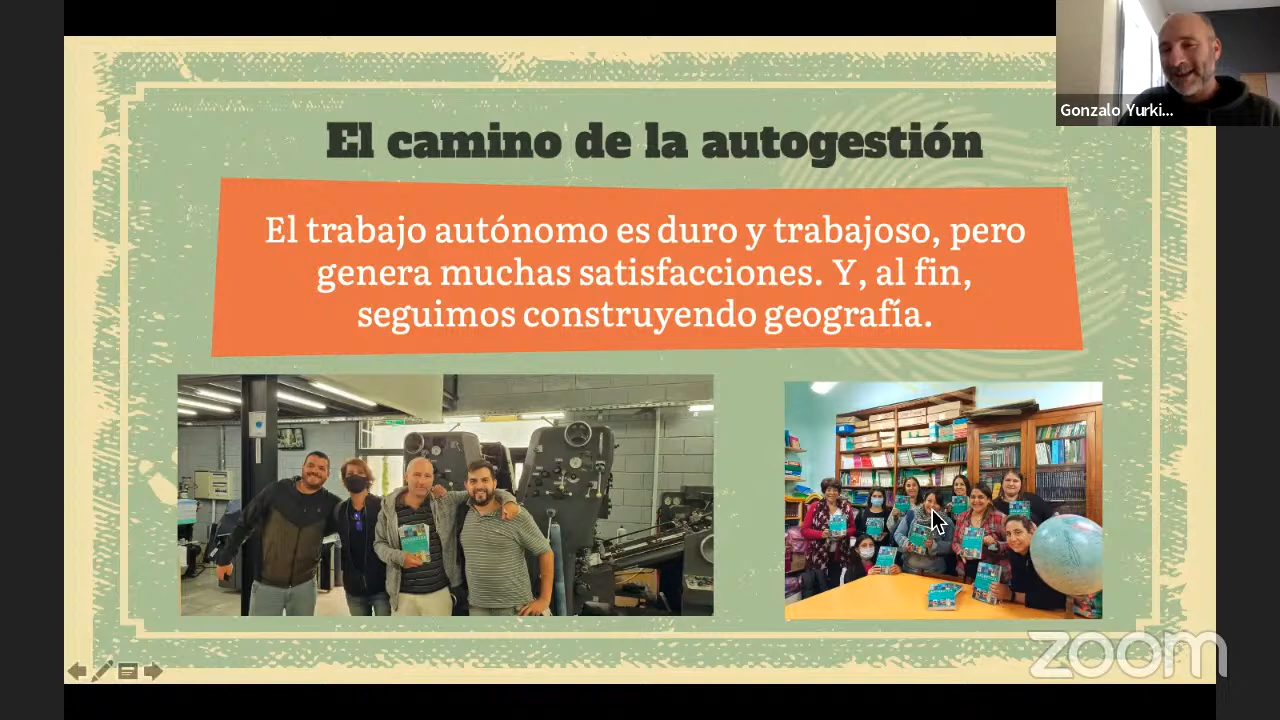 Gonzalo Yurki...
El camino de la autogestión
El trabajo autónomo es duro y trabajoso, pero
genera muchas satisfacciones. Y, al fin,
seguimos construyendo geografía.
zoom